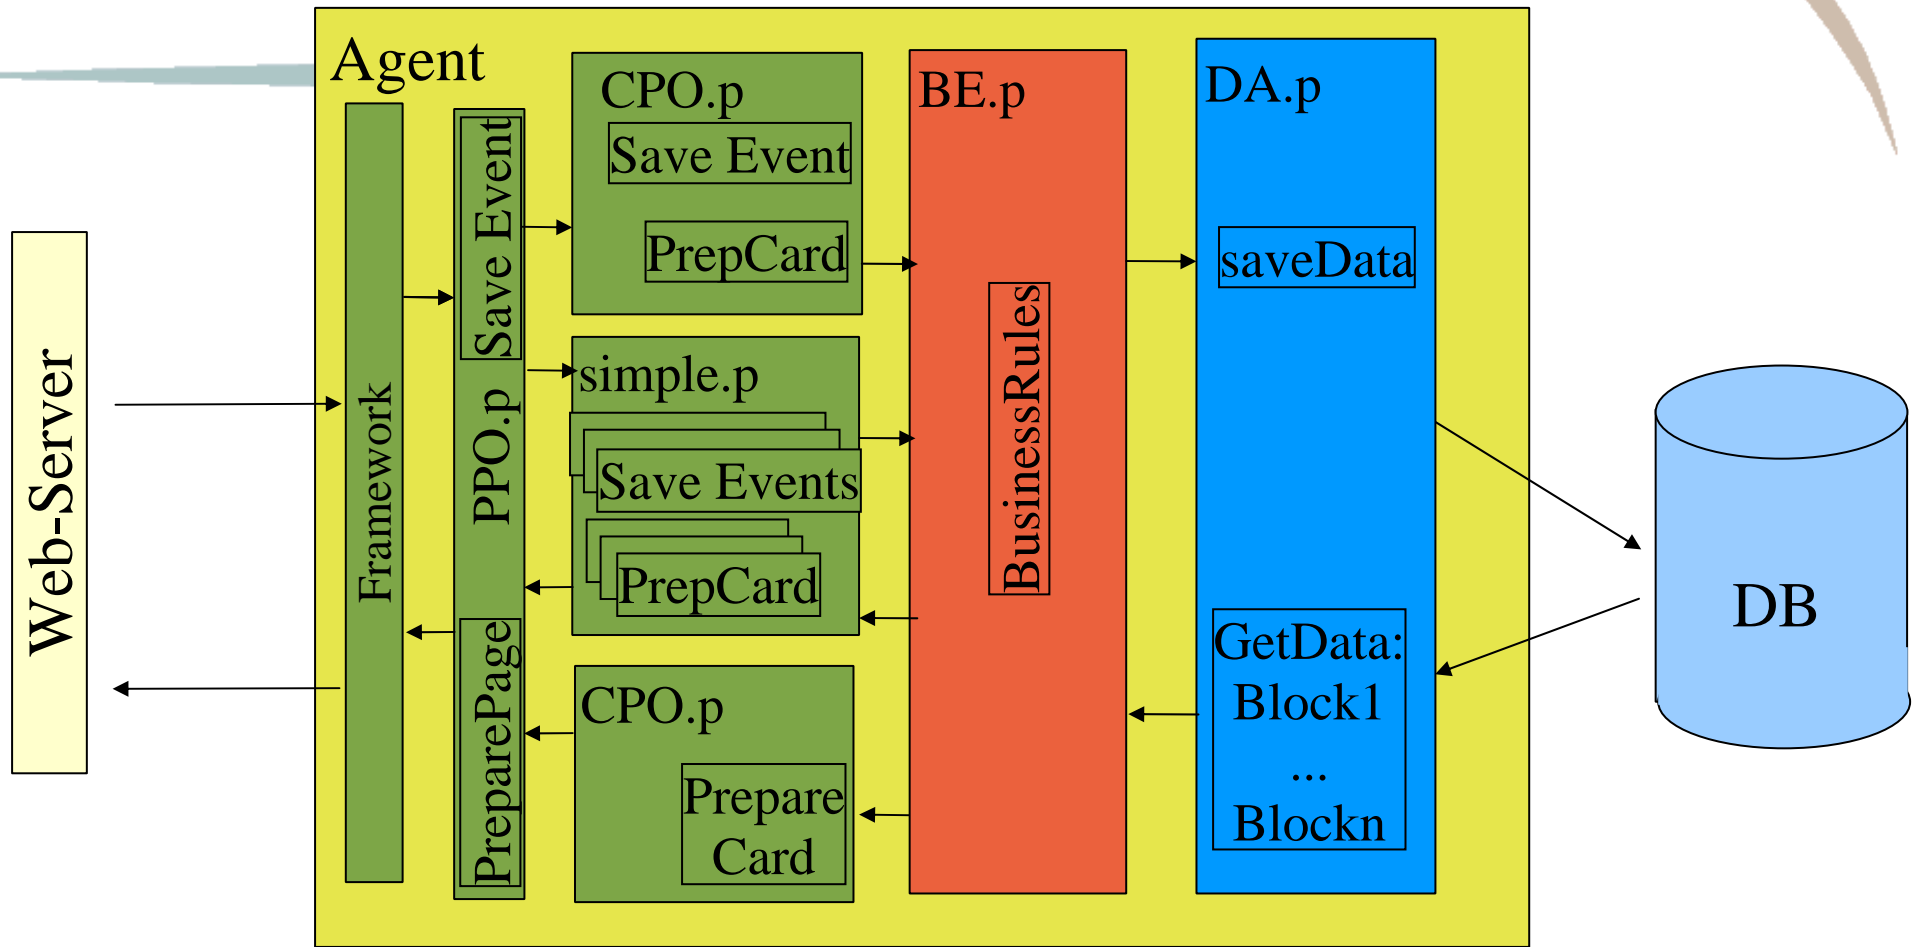 Agent
Web-Server
Framework
Save Event
PPO.p
PreparePage
CPO.p
Save Event
PrepCard
simple.p
Save Events
PrepCard
CPO.p
Prepare
Card
BE.p
BusinessRules
DA.p
saveData
GetData:
Block1
...
Blockn
DB